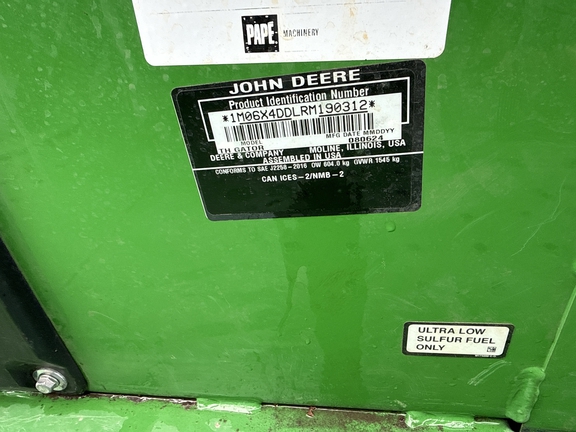 PAPE MACHINERY
JOHN DEERE
Product Identification Number
*1M06X4DDLRM190312*
MODEL MFG DATE MMDDYY
TH GATOR 080624
DEERE & COMPANY MOLINE, ILLINOIS, USA
ASSEMBLED IN USA
CONFORMS TO SAE J2258-2016 OW 604.0 kg GVWR 1545 kg
CAN ICES-2/NMB-2
ULTRA LOW
SULFUR FUEL
ONLY